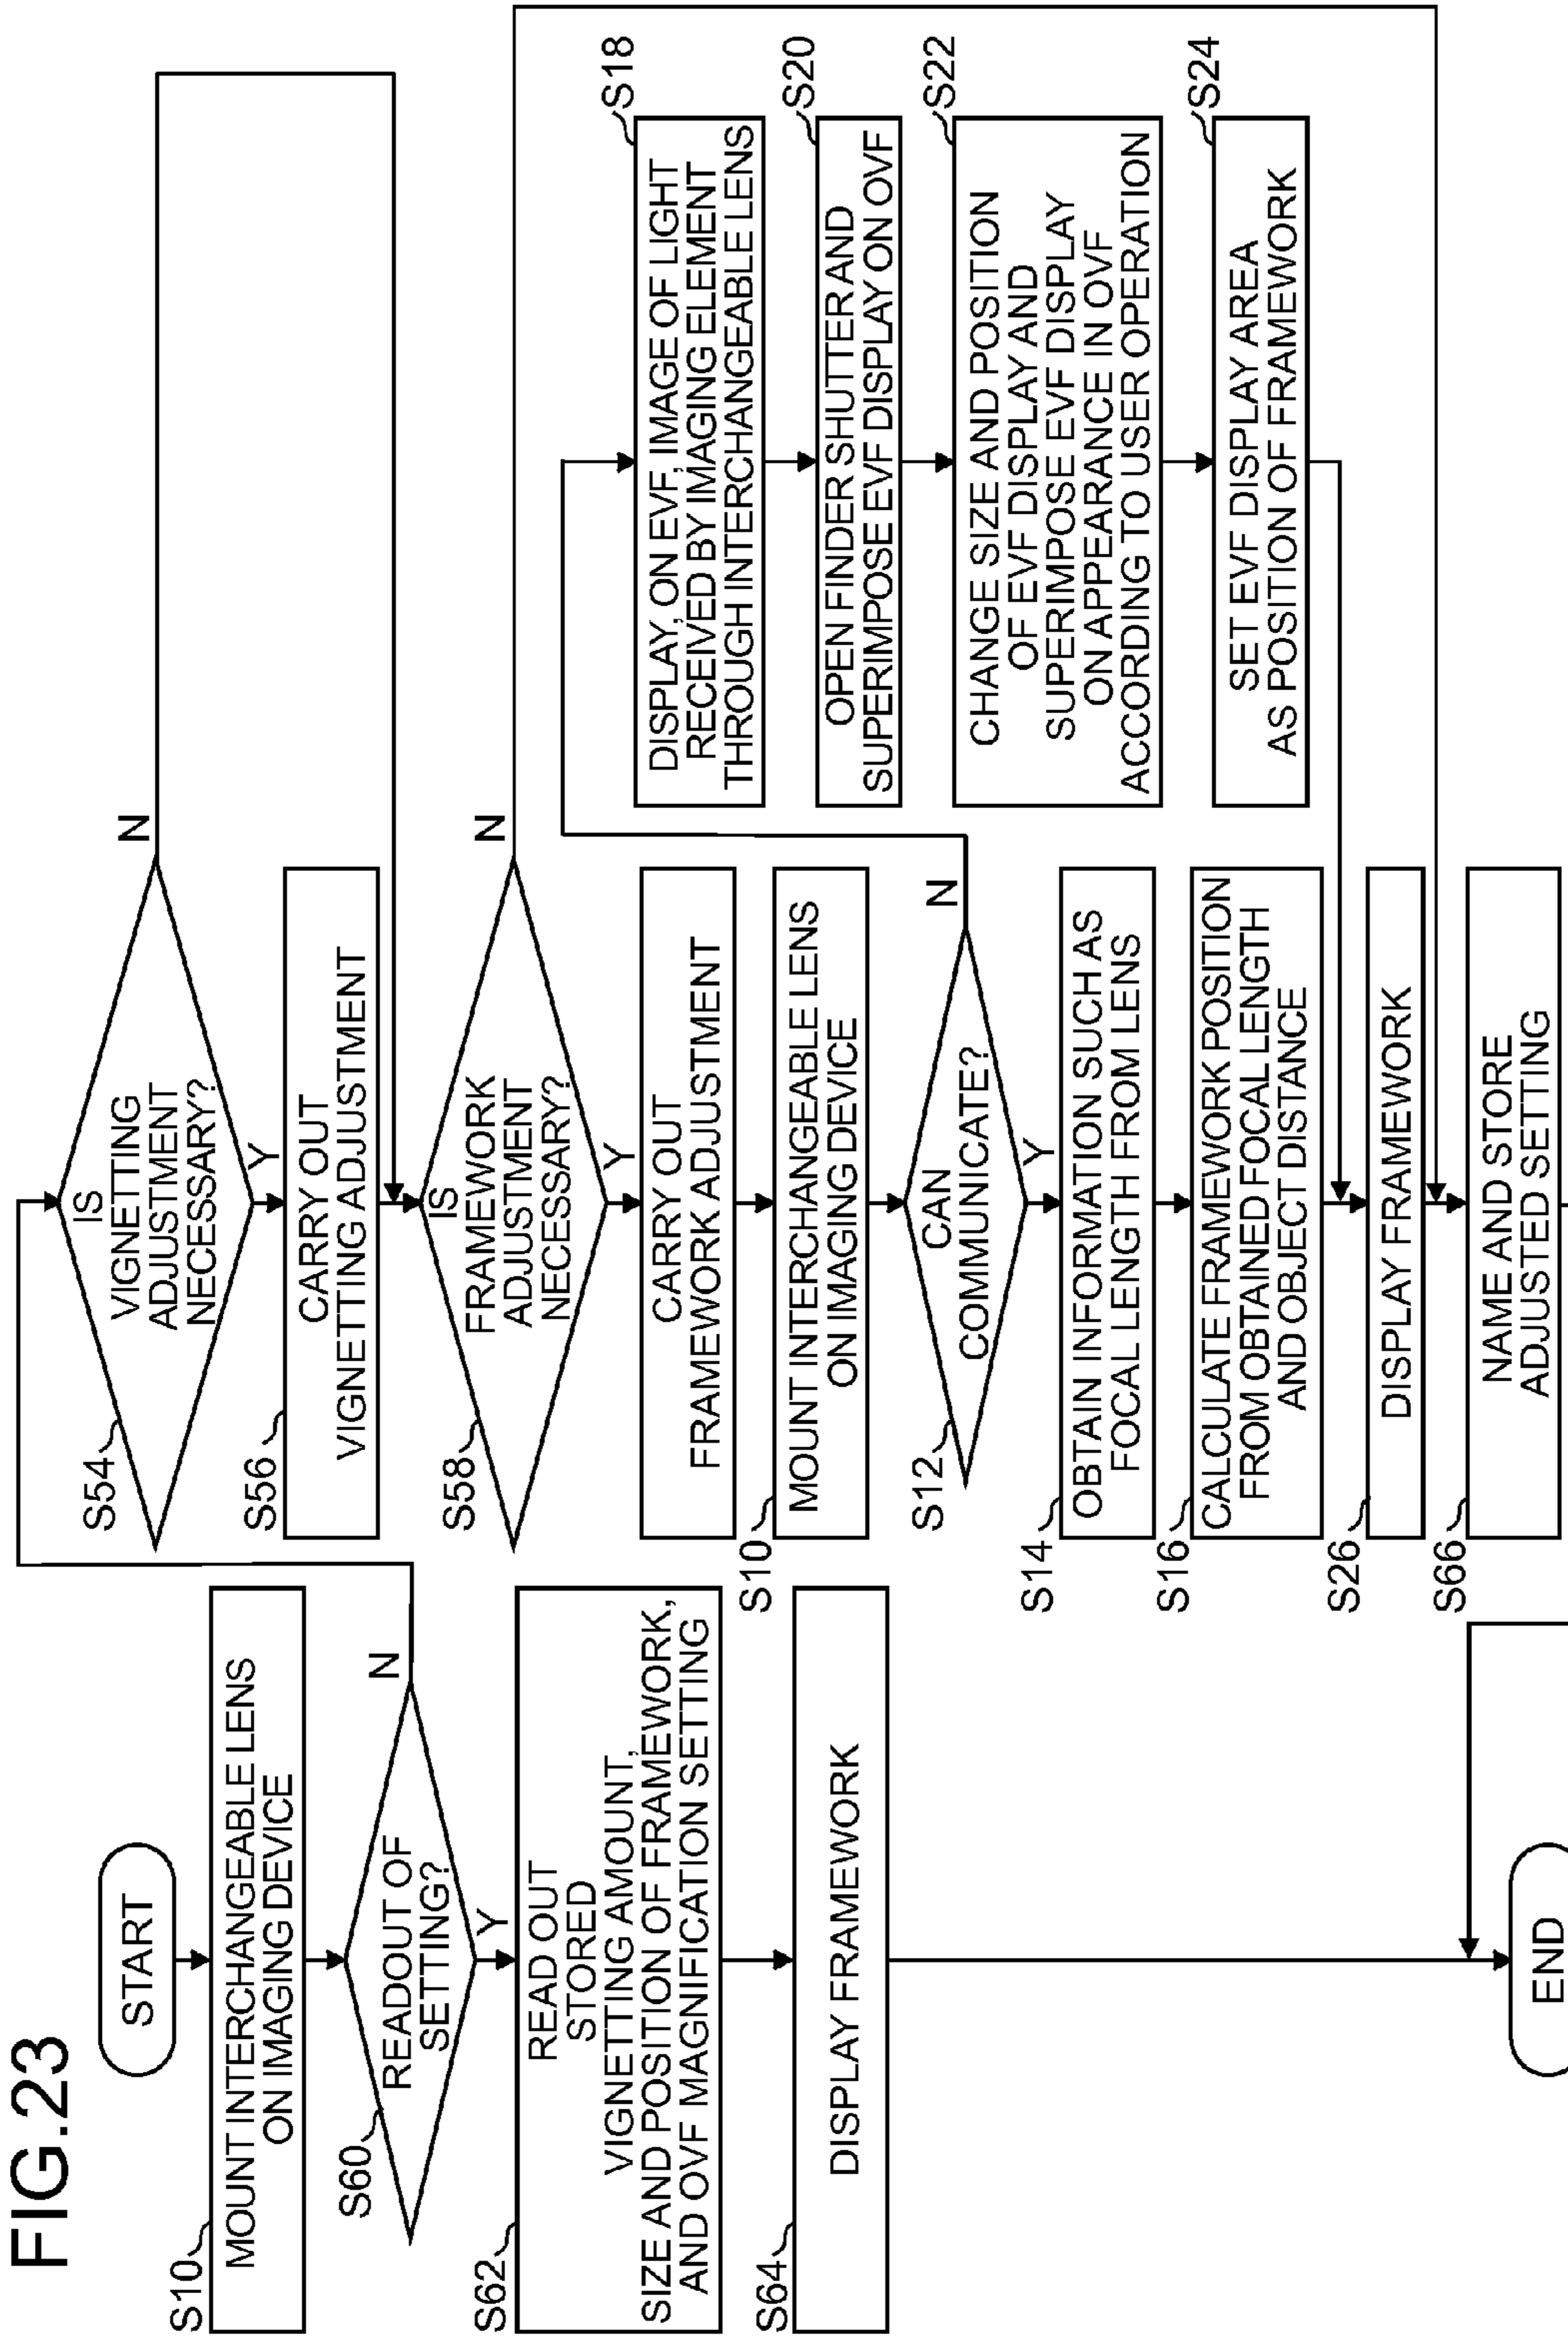 FIG.23
START
S10
MOUNT INTERCHANGEABLE LENS
ON IMAGING DEVICE
S60
READOUT OF
SETTING?
N
Y
S62
READ OUT
STORED
VIGNETTING AMOUNT,
SIZE AND POSITION OF FRAMEWORK,
AND OVF MAGNIFICATION SETTING
S64
DISPLAY FRAMEWORK
END
S54
IS
VIGNETTING
ADJUSTMENT
NECESSARY?
N
Y
S56
CARRY OUT
VIGNETTING ADJUSTMENT
S58
IS
FRAMEWORK
ADJUSTMENT
NECESSARY?
N
Y
CARRY OUT
FRAMEWORK ADJUSTMENT
S10
MOUNT INTERCHANGEABLE LENS
ON IMAGING DEVICE
S12
CAN
COMMUNICATE?
N
Y
S14
OBTAIN INFORMATION SUCH AS
FOCAL LENGTH FROM LENS
S16
CALCULATE FRAMEWORK POSITION
FROM OBTAINED FOCAL LENGTH
AND OBJECT DISTANCE
S26
DISPLAY FRAMEWORK
S66
NAME AND STORE
ADJUSTED SETTING
S18
DISPLAY, ON EVF, IMAGE OF LIGHT
RECEIVED BY IMAGING ELEMENT
THROUGH INTERCHANGEABLE LENS
S20
OPEN FINDER SHUTTER AND
SUPERIMPOSE EVF DISPLAY ON OVF
S22
CHANGE SIZE AND POSITION
OF EVF DISPLAY AND
SUPERIMPOSE EVF DISPLAY
ON APPEARANCE IN OVF
ACCORDING TO USER OPERATION
S24
SET EVF DISPLAY AREA
AS POSITION OF FRAMEWORK